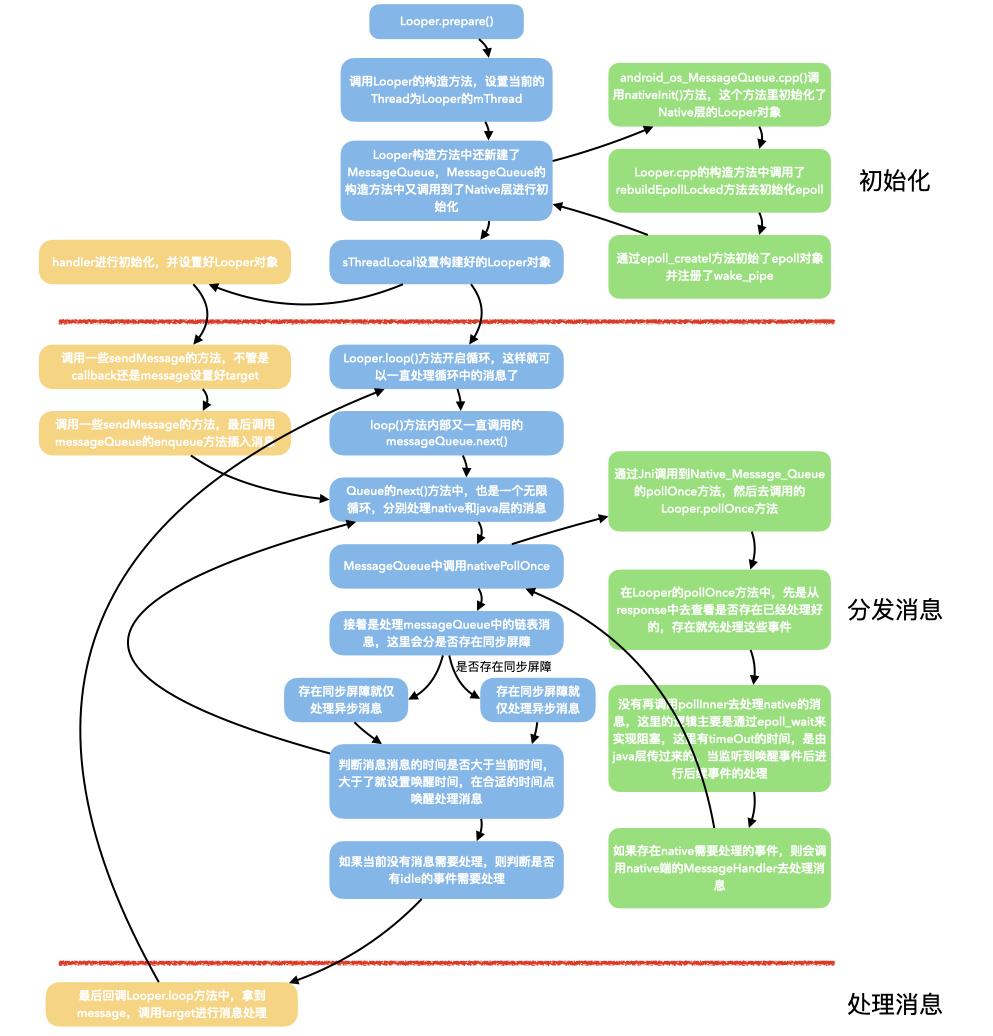 Looper.prepare()
调用Looper的构造方法，设置当前的
Thread为Looper的mThread
Looper构造方法中还新建了
MessageQueue，MessageQueue的
构造方法中又调用到了Native层进行初
始化
android_os_MessageQueue.cpp()调
用nativeInit()方法，这个方法里初始化了
Native层的Looper对象
Looper.cpp的构造方法中调用了
rebuildEpollLocked方法去初始化epoll
通过epoll_createl方法初始了epoll对象
并注册了wake_pipe
初始化
handler进行初始化，并设置好Looper对象
sThreadLocal设置构建好的Looper对象
调用一些sendMessage的方法，不管是
callback还是message设置好target
调用一些sendMessage的方法，最后调用
messageQueue的enqueue方法插入消息
Looper.loop()方法开启循环，这样就可
以一直处理循环中的消息了
loop()方法内部又一直调用的
messageQueue.next()
Queue的next()方法中，也是一个无限
循环，分别处理native和java层的消息
MessageQueue中调用nativePollOnce
接着是处理messageQueue中的链表消
息，这里会分是否存在同步屏障
是否存在同步屏障
存在同步屏障就仅
处理异步消息
存在同步屏障就
仅处理异步消息
判断消息消息的时间是否大于当前时间，
大于了就设置唤醒时间，在合适的时间点
唤醒处理消息
如果当前没有消息需要处理，则判断是否
有idle的事件需要处理
通过Jni调用到Native_Message_Queue
的pollOnce方法，然后去调用的
Looper.pollOnce方法
在Looper的pollOnce方法中，先是从
response中去查看是否存在已经处理好
的，存在就先处理这些事件
没有再调用pollInner去处理native的消
息，这里的逻辑主要是通过epoll_wait来
实现阻塞，这里有timeOut的时间，是由
java层传过来的，当监听到唤醒事件后进
行后续事件的处理
如果存在native需要处理的事件，则会调
用native端的MessageHandler去处理消
息
分发消息
最后回调Looper.loop方法中，拿到
message，调用target进行消息处理
处理消息